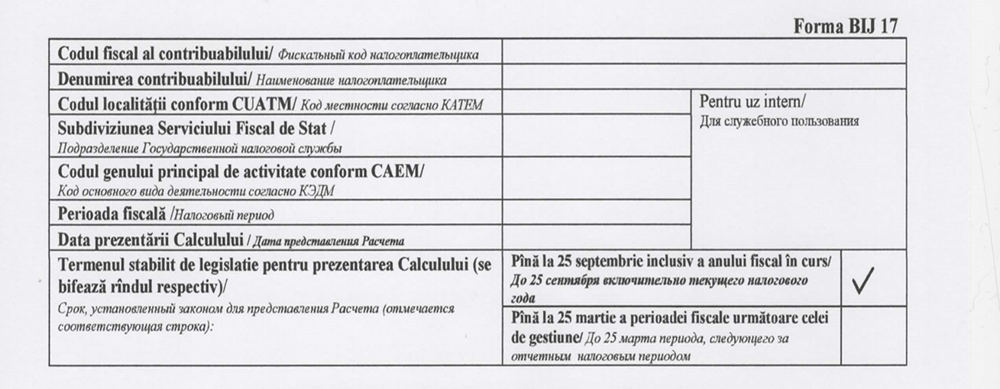 Forma BIJ 17
Codul fiscal al contribuabilului/ Фискальный код налогоплательщика
Denumirea contribuabilului/ Наименование налогоплательщика
Codul localităţii conform CUATM/ Код местности согласно КАТЕМ
Pentru uz intern/
Для служебного пользования
Subdiviziunea Serviciului Fiscal de Stat /
Подразделение Государственной налоговой службы
Codul genului principal de activitate conform CAEM/
Код основного вида деятельности согласно КЭДМ
Perioada fiscală /Налоговый период
Data prezentării Calculului / Дата представления Расчета
Termenul stabilit de legislatie pentru prezentarea Calculului (se
bifează rîndul respectiv)/
Срок, установленный законом для представления Расчета (отмечается
соответствующая строка):
Pînă la 25 septembrie inclusiv a anului fiscal în curs/
До 25 сентября включительно текущего налогового
года
✓
Pînă la 25 martie a perioadei fiscale următoare celei
de gestiune/ До 25 марта периода, следующего за
отчетным налоговым периодом